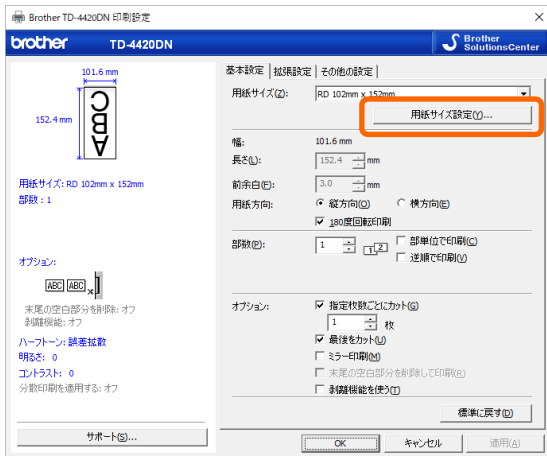 Brother TD-4420DN 印刷設定
brother TD-4420DN Brother SolutionsCenter
101.6 mm
152.4 mm
ABC
用紙サイズ: RD 102mm x 152mm
部数 : 1
オプション:
ABC ABC
末尾の空白部分を削除: オフ
剥離機能: オフ
ハーフトーン: 誤差拡散
明るさ: 0
コントラスト: 0
分散印刷を適用する: オフ
サポート(S)...
基本設定 拡張設定 その他の設定
用紙サイズ(Z): RD 102mm x 152mm
用紙サイズ設定(Y)...
幅: 101.6 mm
長さ(L): 152.4 mm
前余白(F): 3.0 mm
用紙方向: 縦方向(O) 横方向(E)
180度回転印刷
部数(P): 1 1 2 部単位で印刷(C)
逆順で印刷(V)
オプション: 指定枚数ごとにカット(G)
1 枚
最後をカット(U)
ミラー印刷(M)
末尾の空白部分を削除して印刷(R)
剥離機能を使う(T)
標準に戻す(D)
OK キャンセル 適用(A)